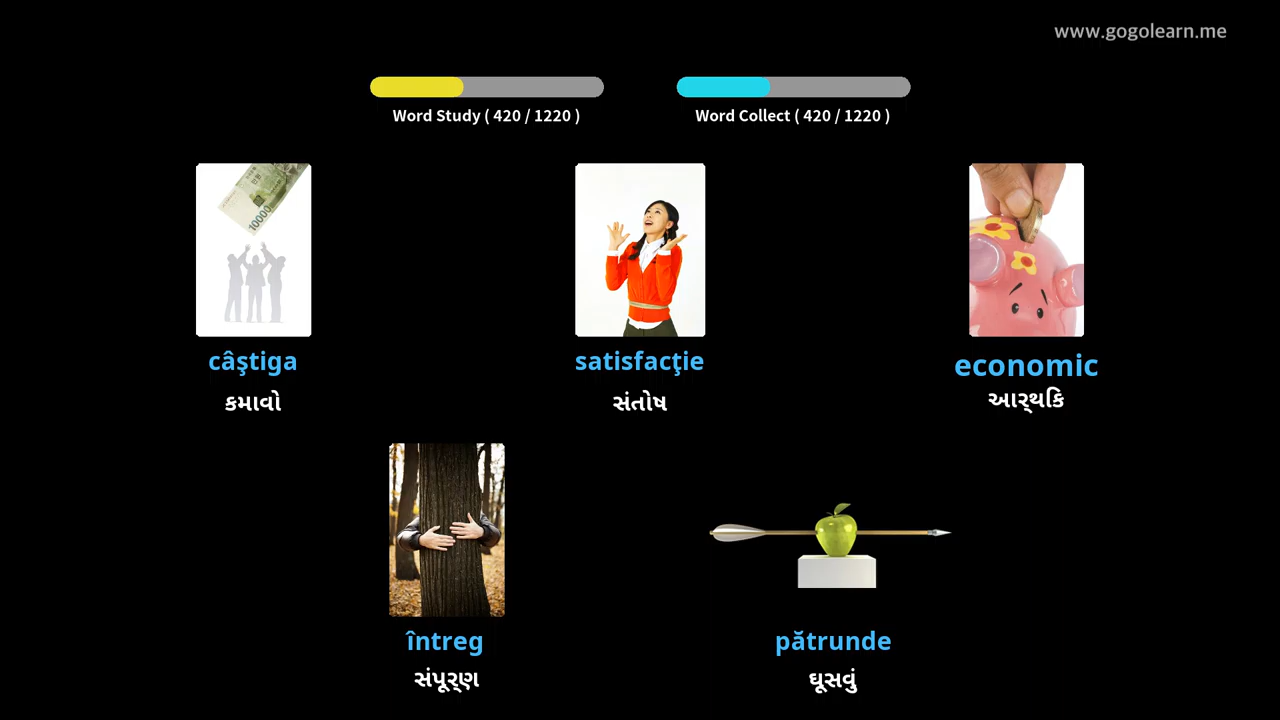 www.gogolearn.me
Word Study ( 420 / 1220 )
Word Collect ( 420 / 1220 )
10000
câştiga
satisfacţie
economic
કમાવો
સંતોષ
આર્થિક
întreg
pătrunde
સંપૂર્ણ
ઘૂસવું